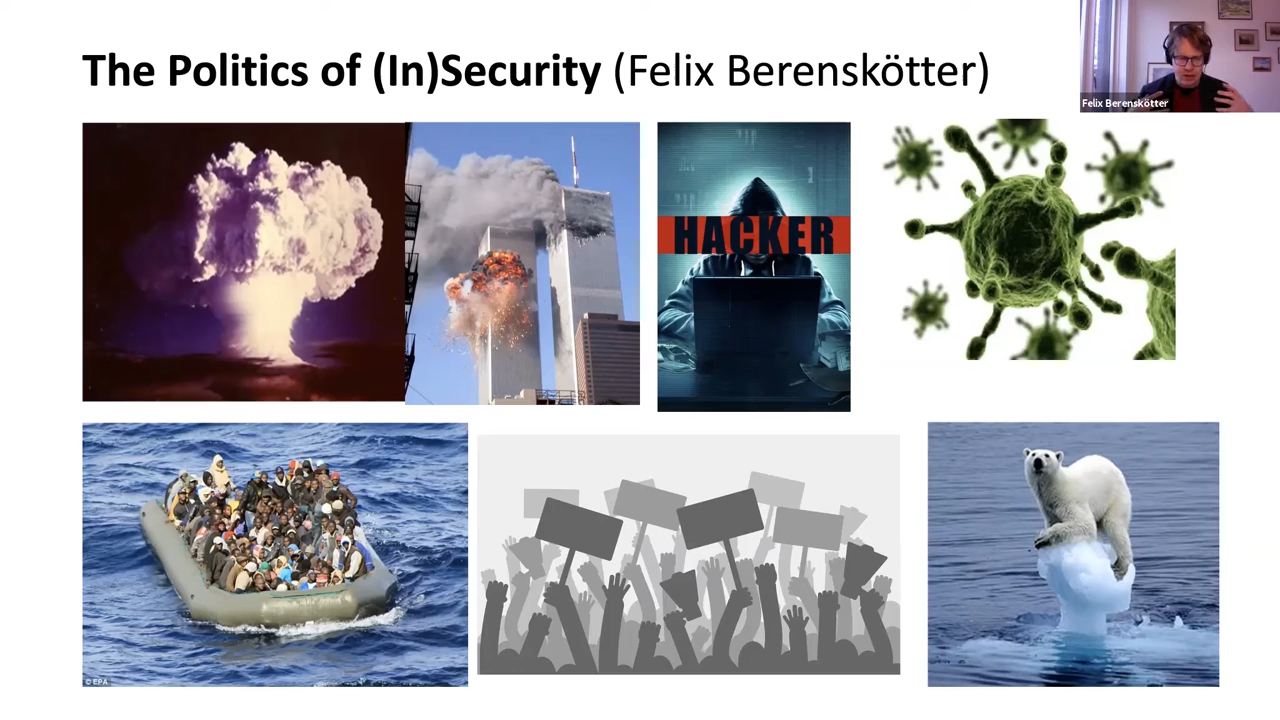 The Politics of (In)Security (Felix Berenskötter)
Felix Berenskötter
HACKER
© EPA